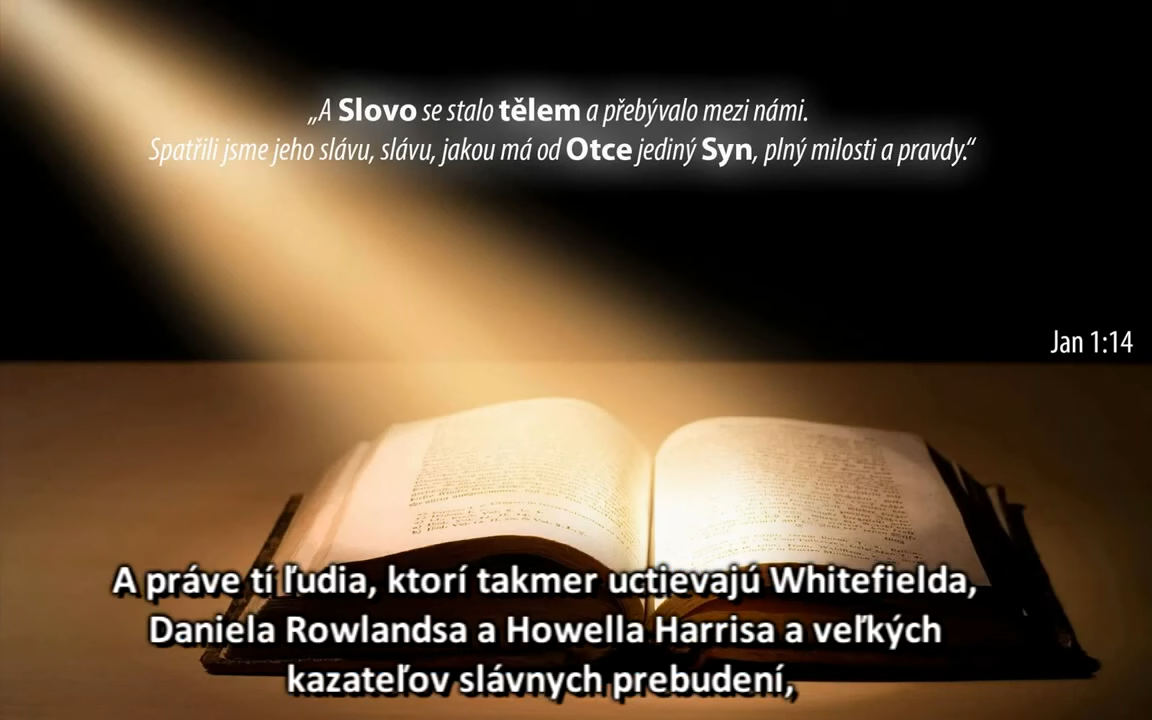 „A Slovo se stalo tělem a přebývalo mezi námi.
Spatřili jsme jeho slávu, slávu, jakou má od Otce jediný Syn, plný milosti a pravdy.“
Jan 1:14
A práve tí ľudia, ktorí takmer uctievajú Whitefielda,
Daniela Rowlandsa a Howella Harrisa a veľkých
kazateľov slávnych prebudení,